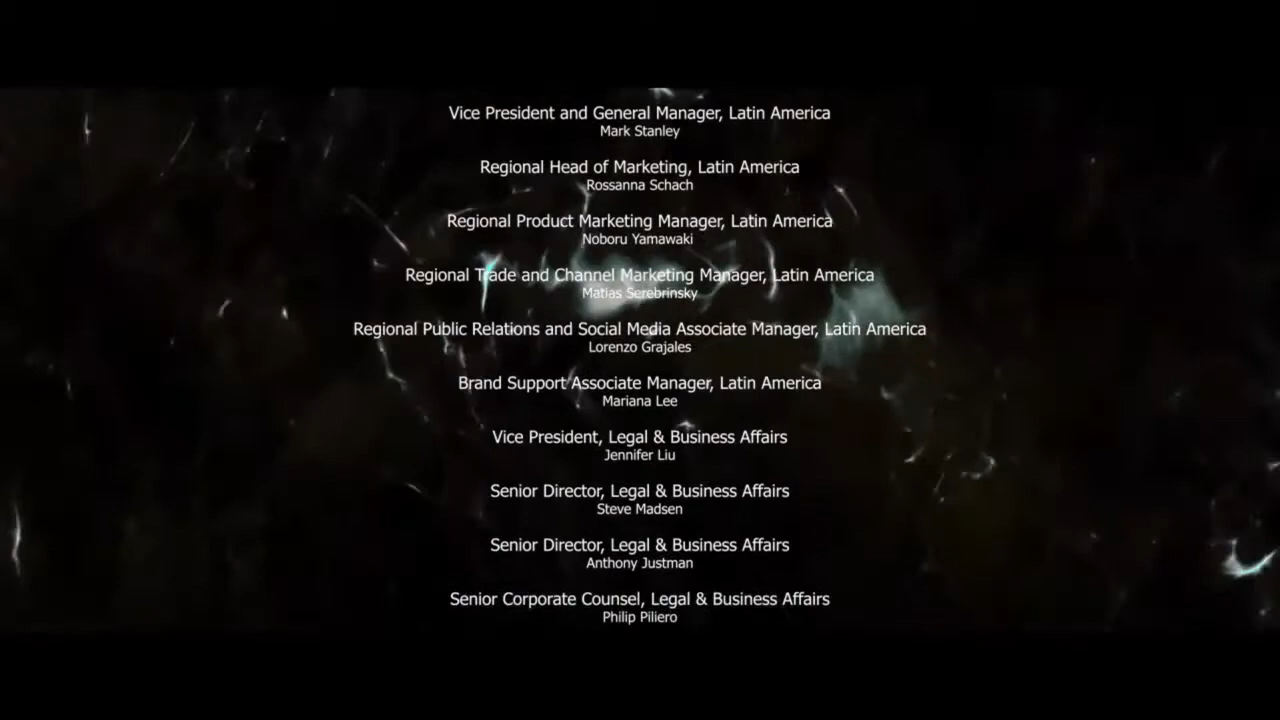 Vice President and General Manager, Latin America
Mark Stanley
Regional Head of Marketing, Latin America
Rossanna Schach
Regional Product Marketing Manager, Latin America
Noboru Yamawaki
Regional Trade and Channel Marketing Manager, Latin America
Matias Serebrinsky
Regional Public Relations and Social Media Associate Manager, Latin America
Lorenzo Grajales
Brand Support Associate Manager, Latin America
Mariana Lee
Vice President, Legal & Business Affairs
Jennifer Liu
Senior Director, Legal & Business Affairs
Steve Madsen
Senior Director, Legal & Business Affairs
Anthony Justman
Senior Corporate Counsel, Legal & Business Affairs
Philip Piliero